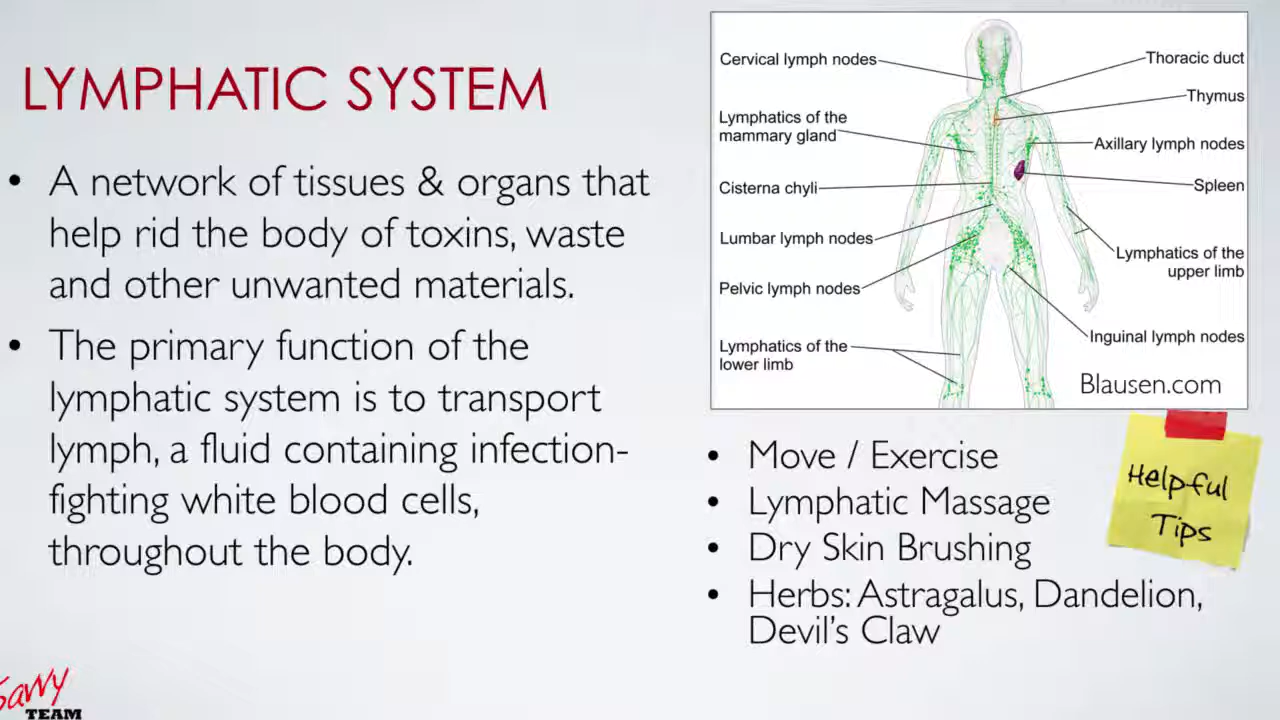 LYMPHATIC SYSTEM
• A network of tissues & organs that
help rid the body of toxins, waste
and other unwanted materials.
• The primary function of the
lymphatic system is to transport
lymph, a fluid containing infection-
fighting white blood cells,
throughout the body.
Cervical lymph nodes
Lymphatics of the
mammary gland
Cisterna chyli
Lumbar lymph nodes
Pelvic lymph nodes
Lymphatics of the
lower limb
Thoracic duct
Thymus
Axillary lymph nodes
Spleen
Lymphatics of the
upper limb
Inguinal lymph nodes
Blausen.com
• Move / Exercise
• Lymphatic Massage
• Dry Skin Brushing
• Herbs: Astragalus, Dandelion,
Devil's Claw
Helpful
Tips
Savvy
TEAM